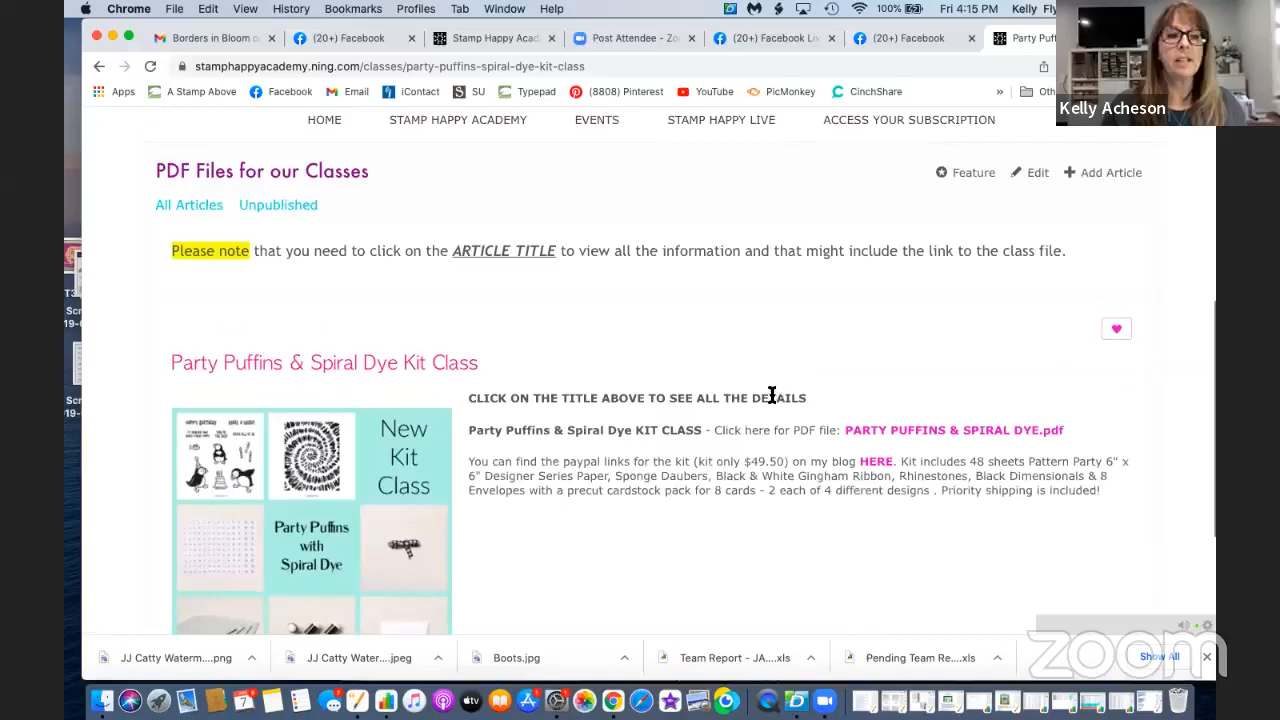 Chrome File Edit View History Bookmarks Profiles Tab Window Help 100% Fri 4:15 PM Kelly
Borders in Bloom o
(20+) Facebook
Stamp Happy Acad
Post Attendee - Zo
(20+) Facebook Liv
(20+) Facebook
Party Puff
stamphappyacademy.ning.com/class
puffins-spiral-dye-kit-class
Apps A Stamp Above Facebook Email iContact SU Typepad (8808) Pinterest YouTube PicMonkey CinchShare
Kelly Acheson
HOME STAMP HAPPY ACADEMY EVENTS STAMP HAPPY LIVE ACCESS YOUR SUBSCRIPTION
PDF Files for our Classes
Feature Edit Add Article
All Articles Unpublished
Please note that you need to click on the ARTICLE TITLE to view all the information and that might include the link to the class file.
Party Puffins & Spiral Dye Kit Class
CLICK ON THE TITLE ABOVE TO SEE ALL THE DETAILS
Party Puffins & Spiral Dye KIT CLASS - Click here for PDF file: PARTY PUFFINS & SPIRAL DYE.pdf
You can find the paypal links for the kit (kit only on my blog HERE. Kit includes 48 sheets Pattern Party 6" x
6" Designer Series Paper, Sponge Daubers, Black & White Gingham Ribbon, Rhinestones, Black Dimensionals & 8
Envelopes with a precut cardstock pack for 8 cards - 2 each of 4 different designs . Priority shipping is included!
New
Kit
Class
Party Puffins
with
Spiral Dye
JJ Catty Waterm....png
JJ Catty Water....jpeg
Boots.jpg
Team Report - JA....xls
Pending Team Re....xls
Show All
zoom